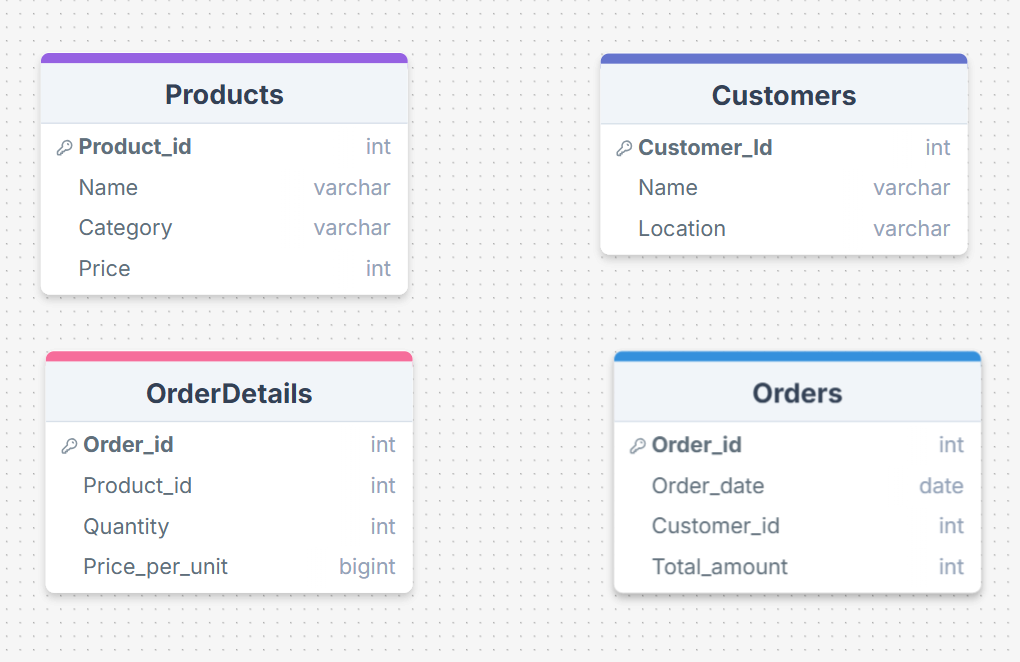 Products
Product_id int
Name varchar
Category varchar
Price int
Customers
Customer_Id int
Name varchar
Location varchar
OrderDetails
Order_id int
Product_id int
Quantity int
Price_per_unit bigint
Orders
Order_id int
Order_date date
Customer_id int
Total_amount int